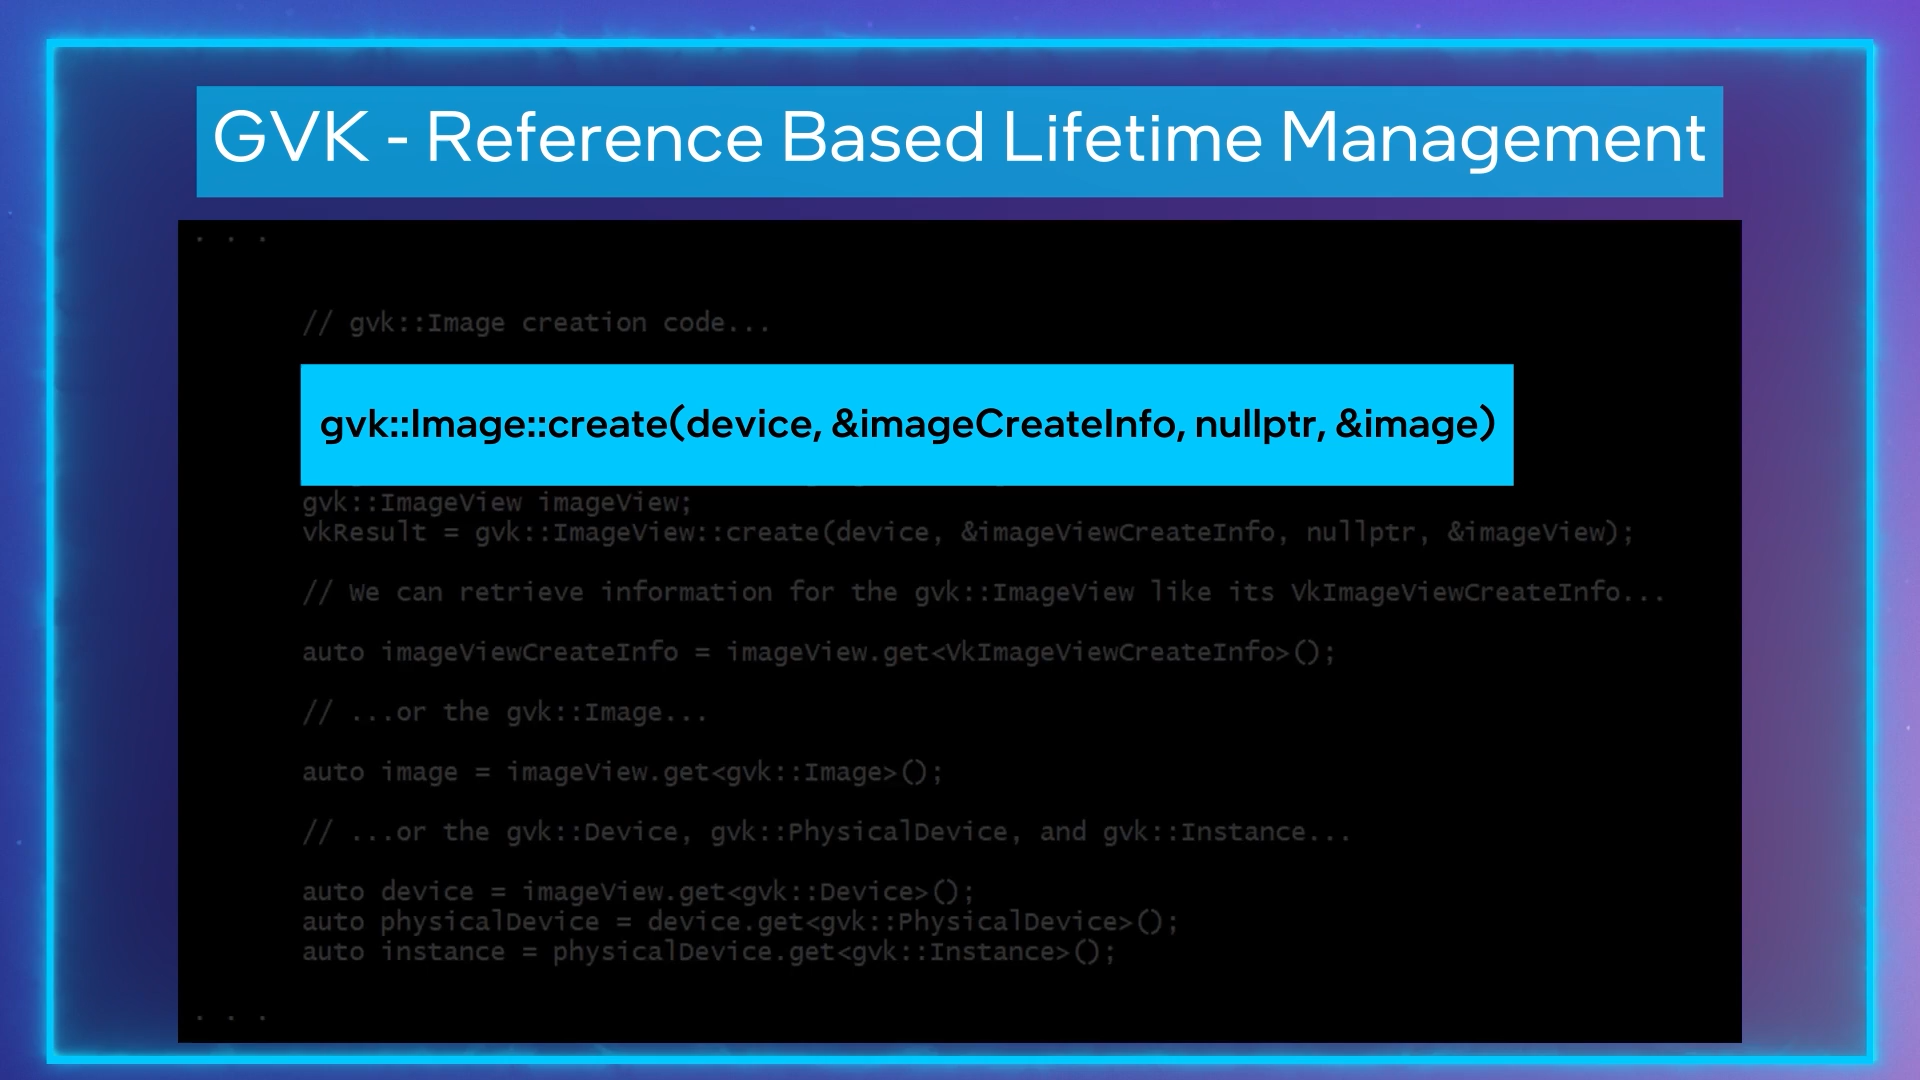 GVK - Reference Based Lifetime Management
. . .
// gvk::Image creation code...
gvk::Image::create(device, &imageCreateInfo, nullptr, &image)
gvk::ImageView imageView;
vkResult = gvk::ImageView::create(device, &imageViewCreateInfo, nullptr, &imageView);
// We can retrieve information for the gvk::ImageView like its VkImageViewCreateInfo...
auto imageViewCreateInfo = imageView.get<VkImageViewCreateInfo>();
// ...or the gvk::Image...
auto image = imageView.get<gvk::Image>();
// ...or the gvk::Device, gvk::PhysicalDevice, and gvk::Instance...
auto device = imageView.get<gvk::Device>();
auto physicalDevice = device.get<gvk::PhysicalDevice>();
auto instance = physicalDevice.get<gvk::Instance>();
. . .